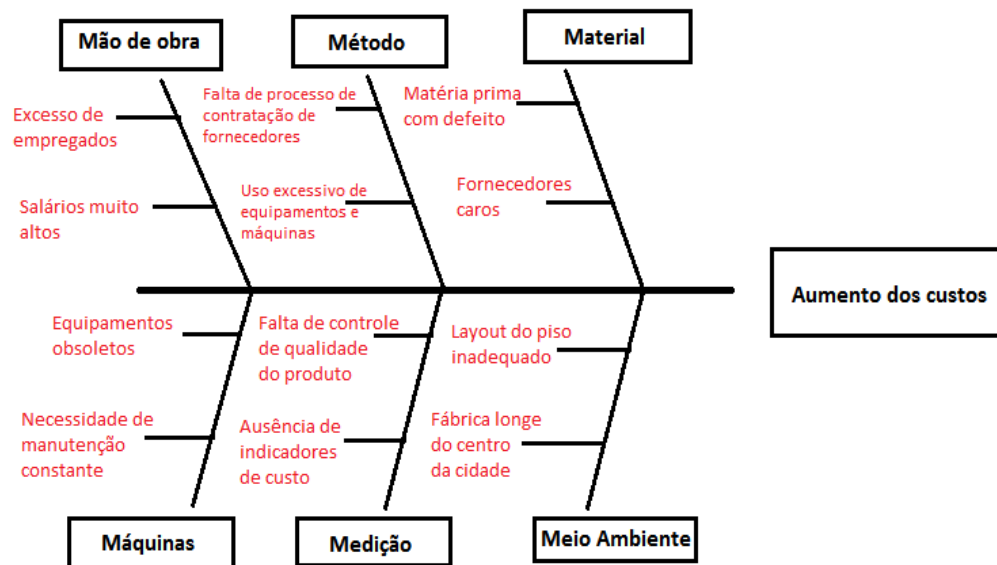 Mão de obra
Método
Material
Excesso de
empregados
Salários muito
altos
Falta de processo de
contratação de
fornecedores
Uso excessivo de
equipamentos e
máquinas
Matéria prima
com defeito
Fornecedores
caros
Aumento dos custos
Equipamentos
obsoletos
Necessidade de
manutenção
constante
Falta de controle
de qualidade
do produto
Ausência de
indicadores
de custo
Layout do piso
inadequado
Fábrica longe
do centro
da cidade
Máquinas
Medição
Meio Ambiente